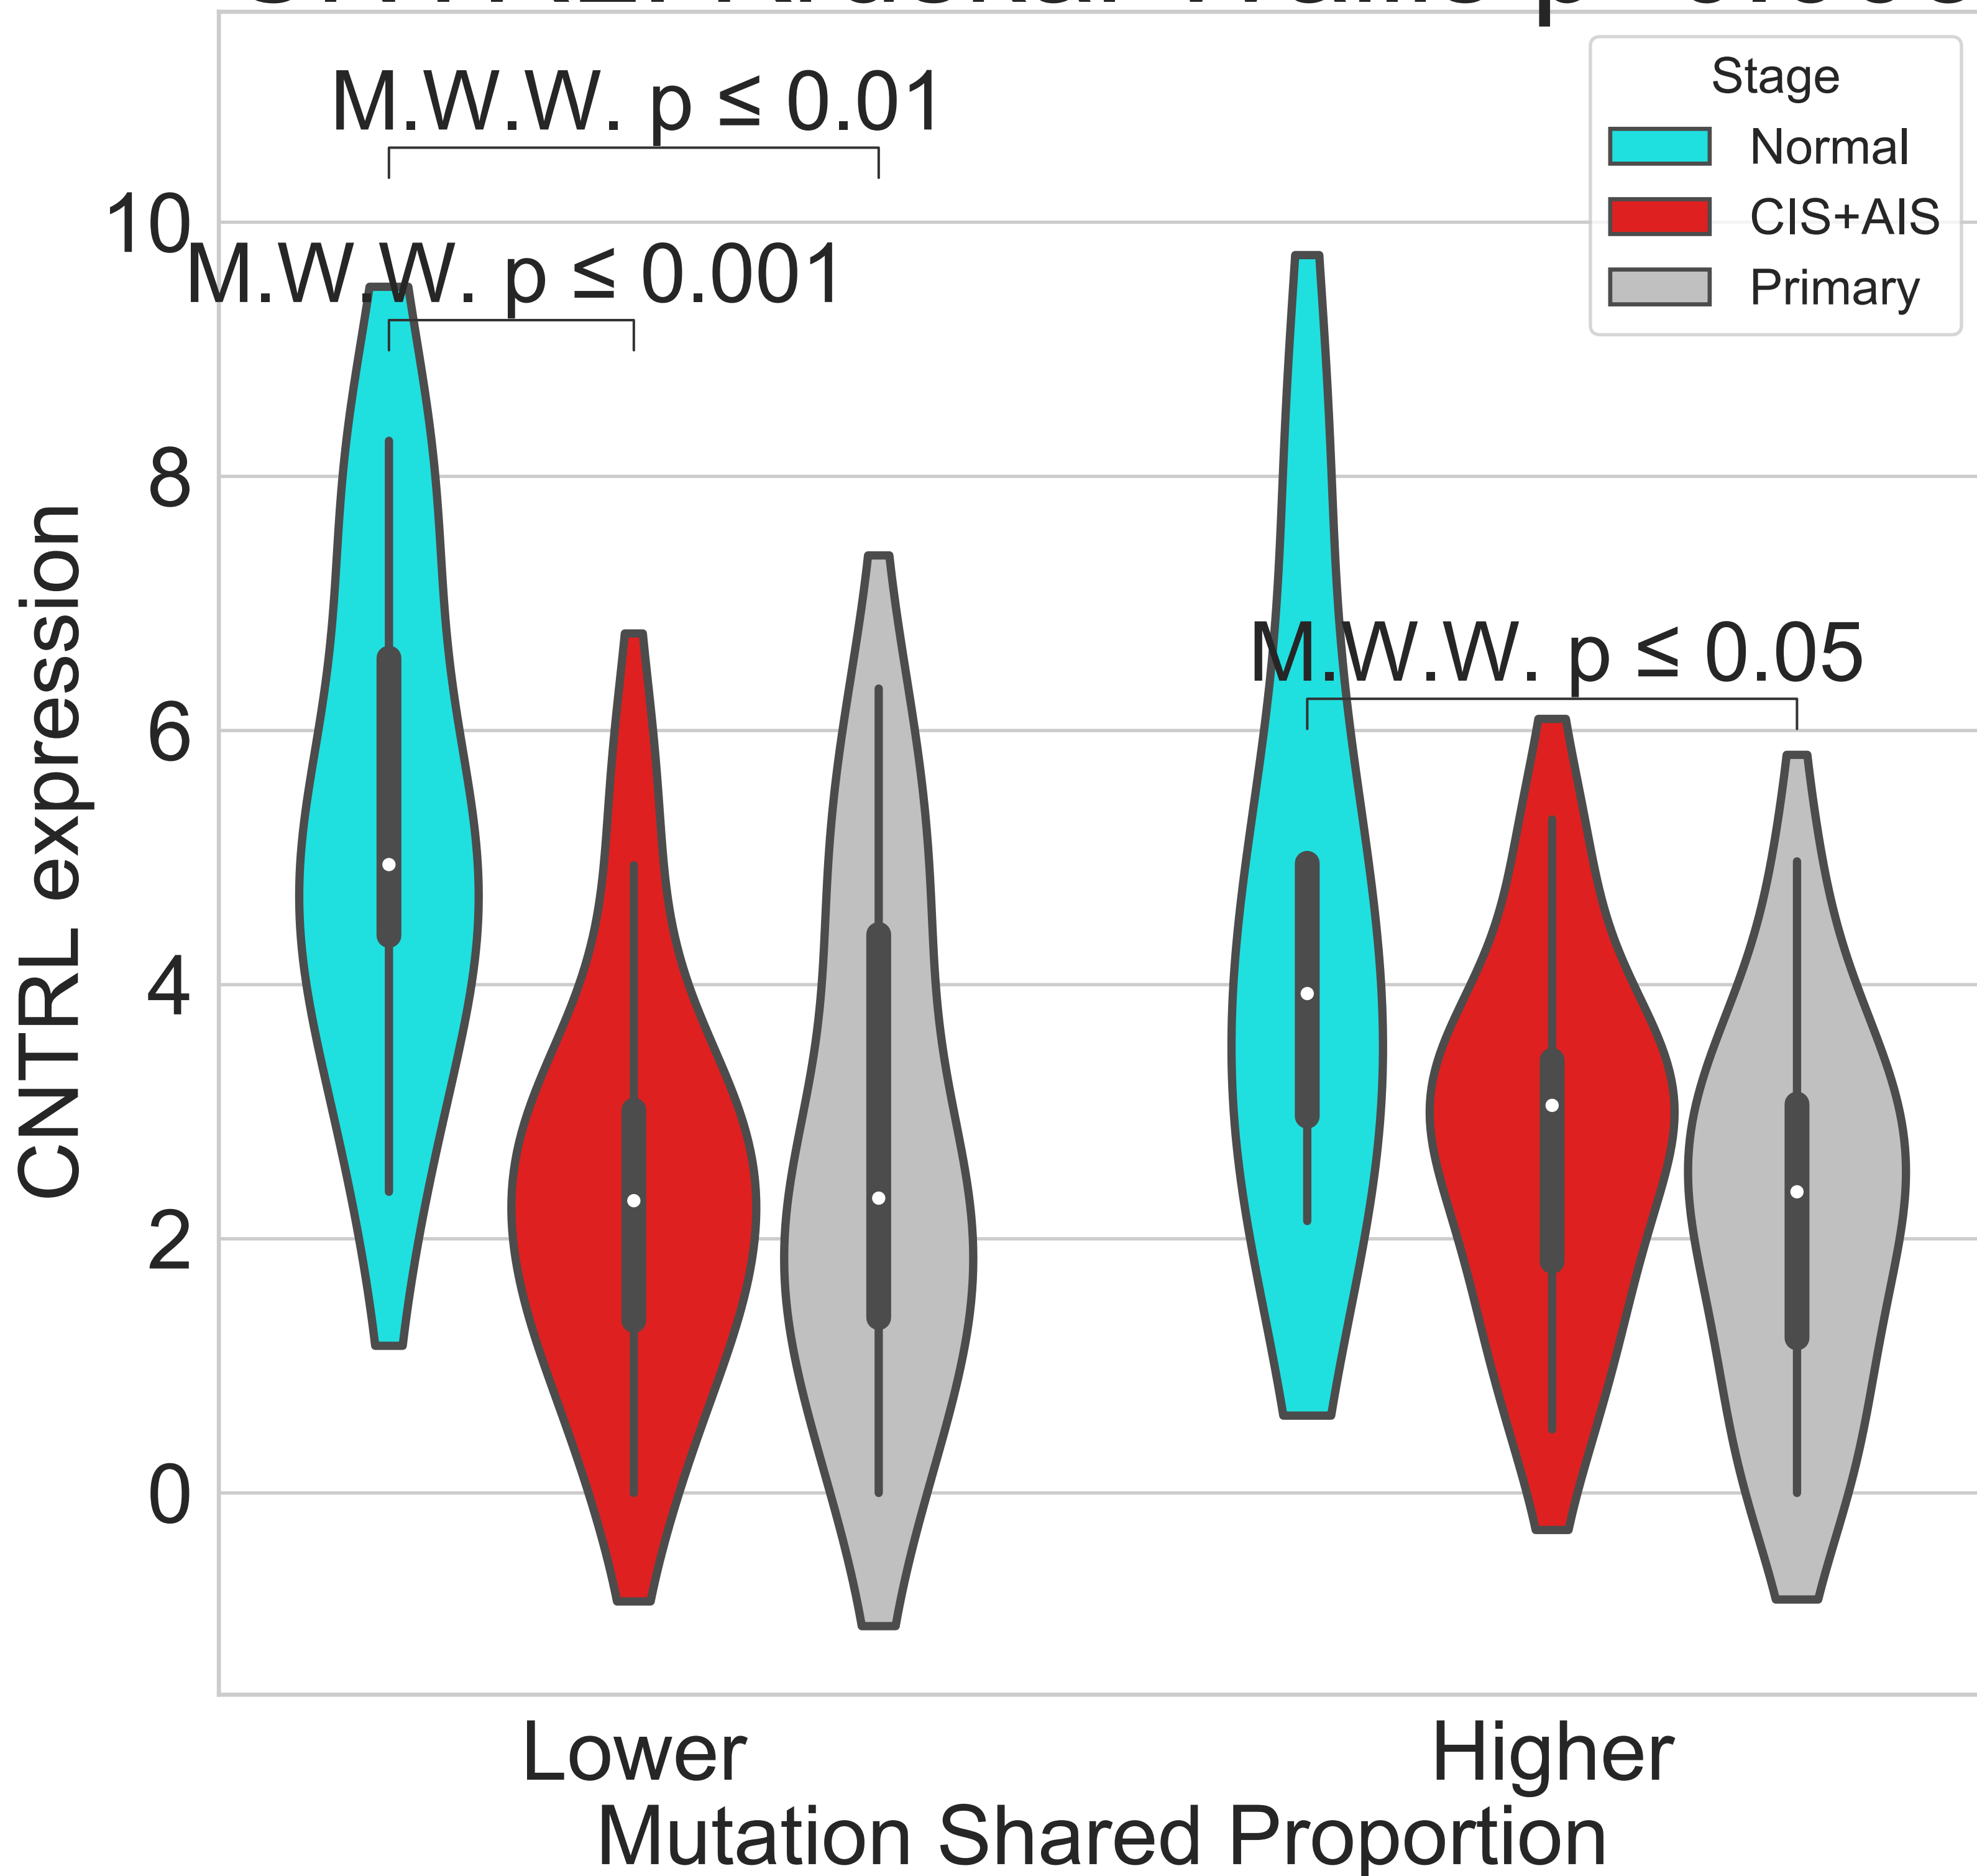 M.W.W. p ≤ 0.01
Stage
Normal
CIS+AIS
Primary
10
M.W.W. p ≤ 0.001
8
M.W.W. p ≤ 0.05
6
4
2
0
CNTRL expression
Lower
Higher
Mutation Shared Proportion